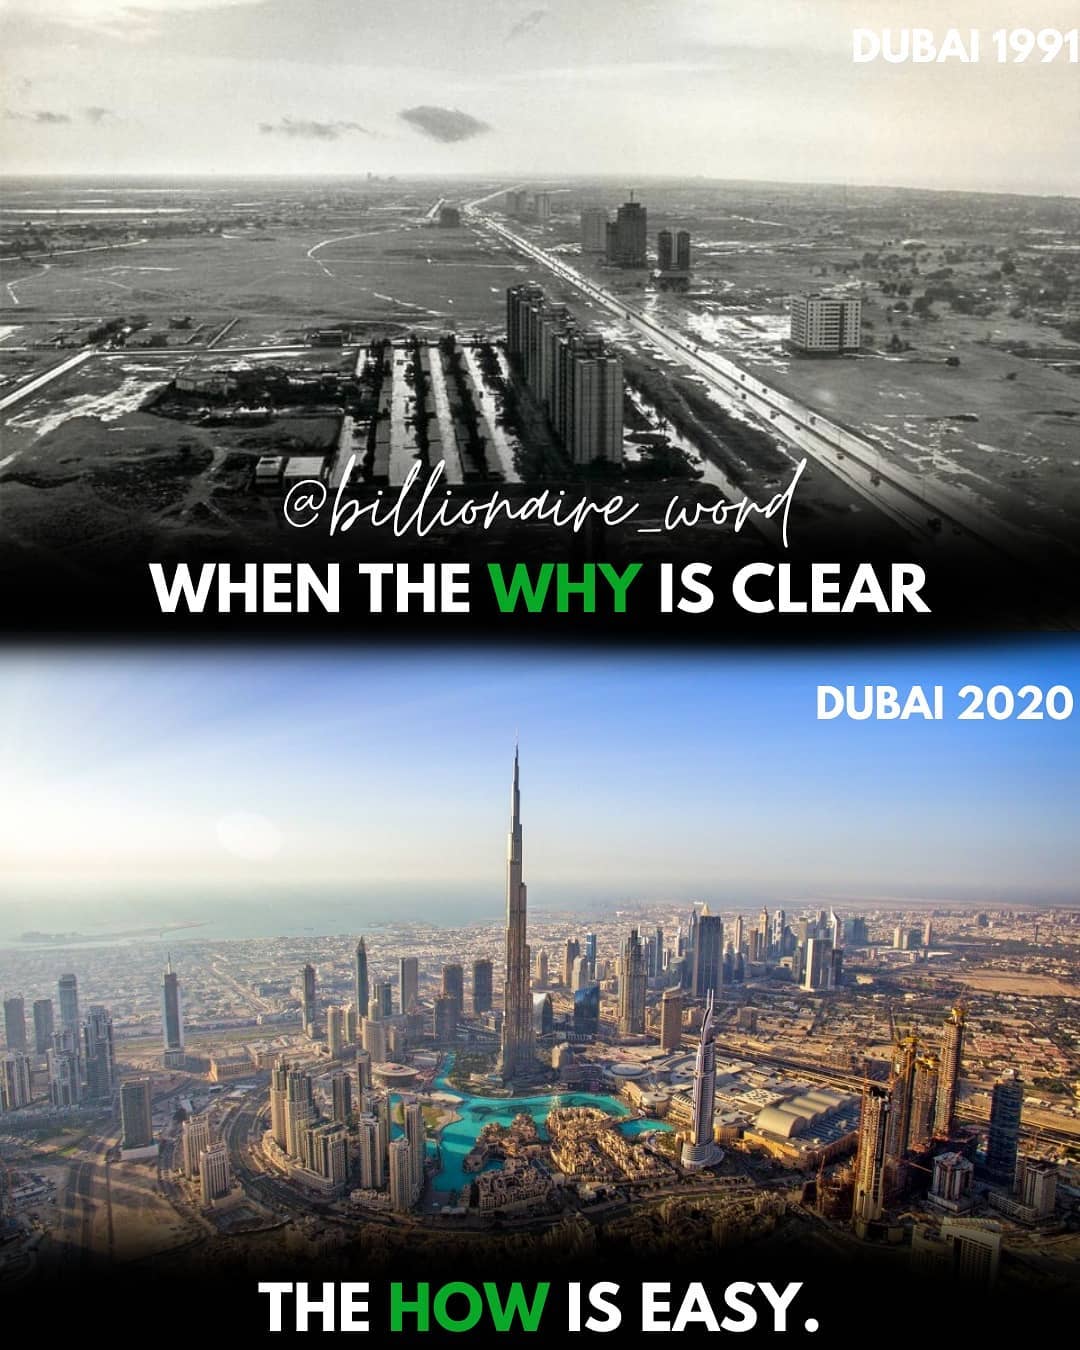 DUBAI 1991
@billionaire_word
WHEN THE WHY IS CLEAR
DUBAI 2020
THE HOW IS EASY.